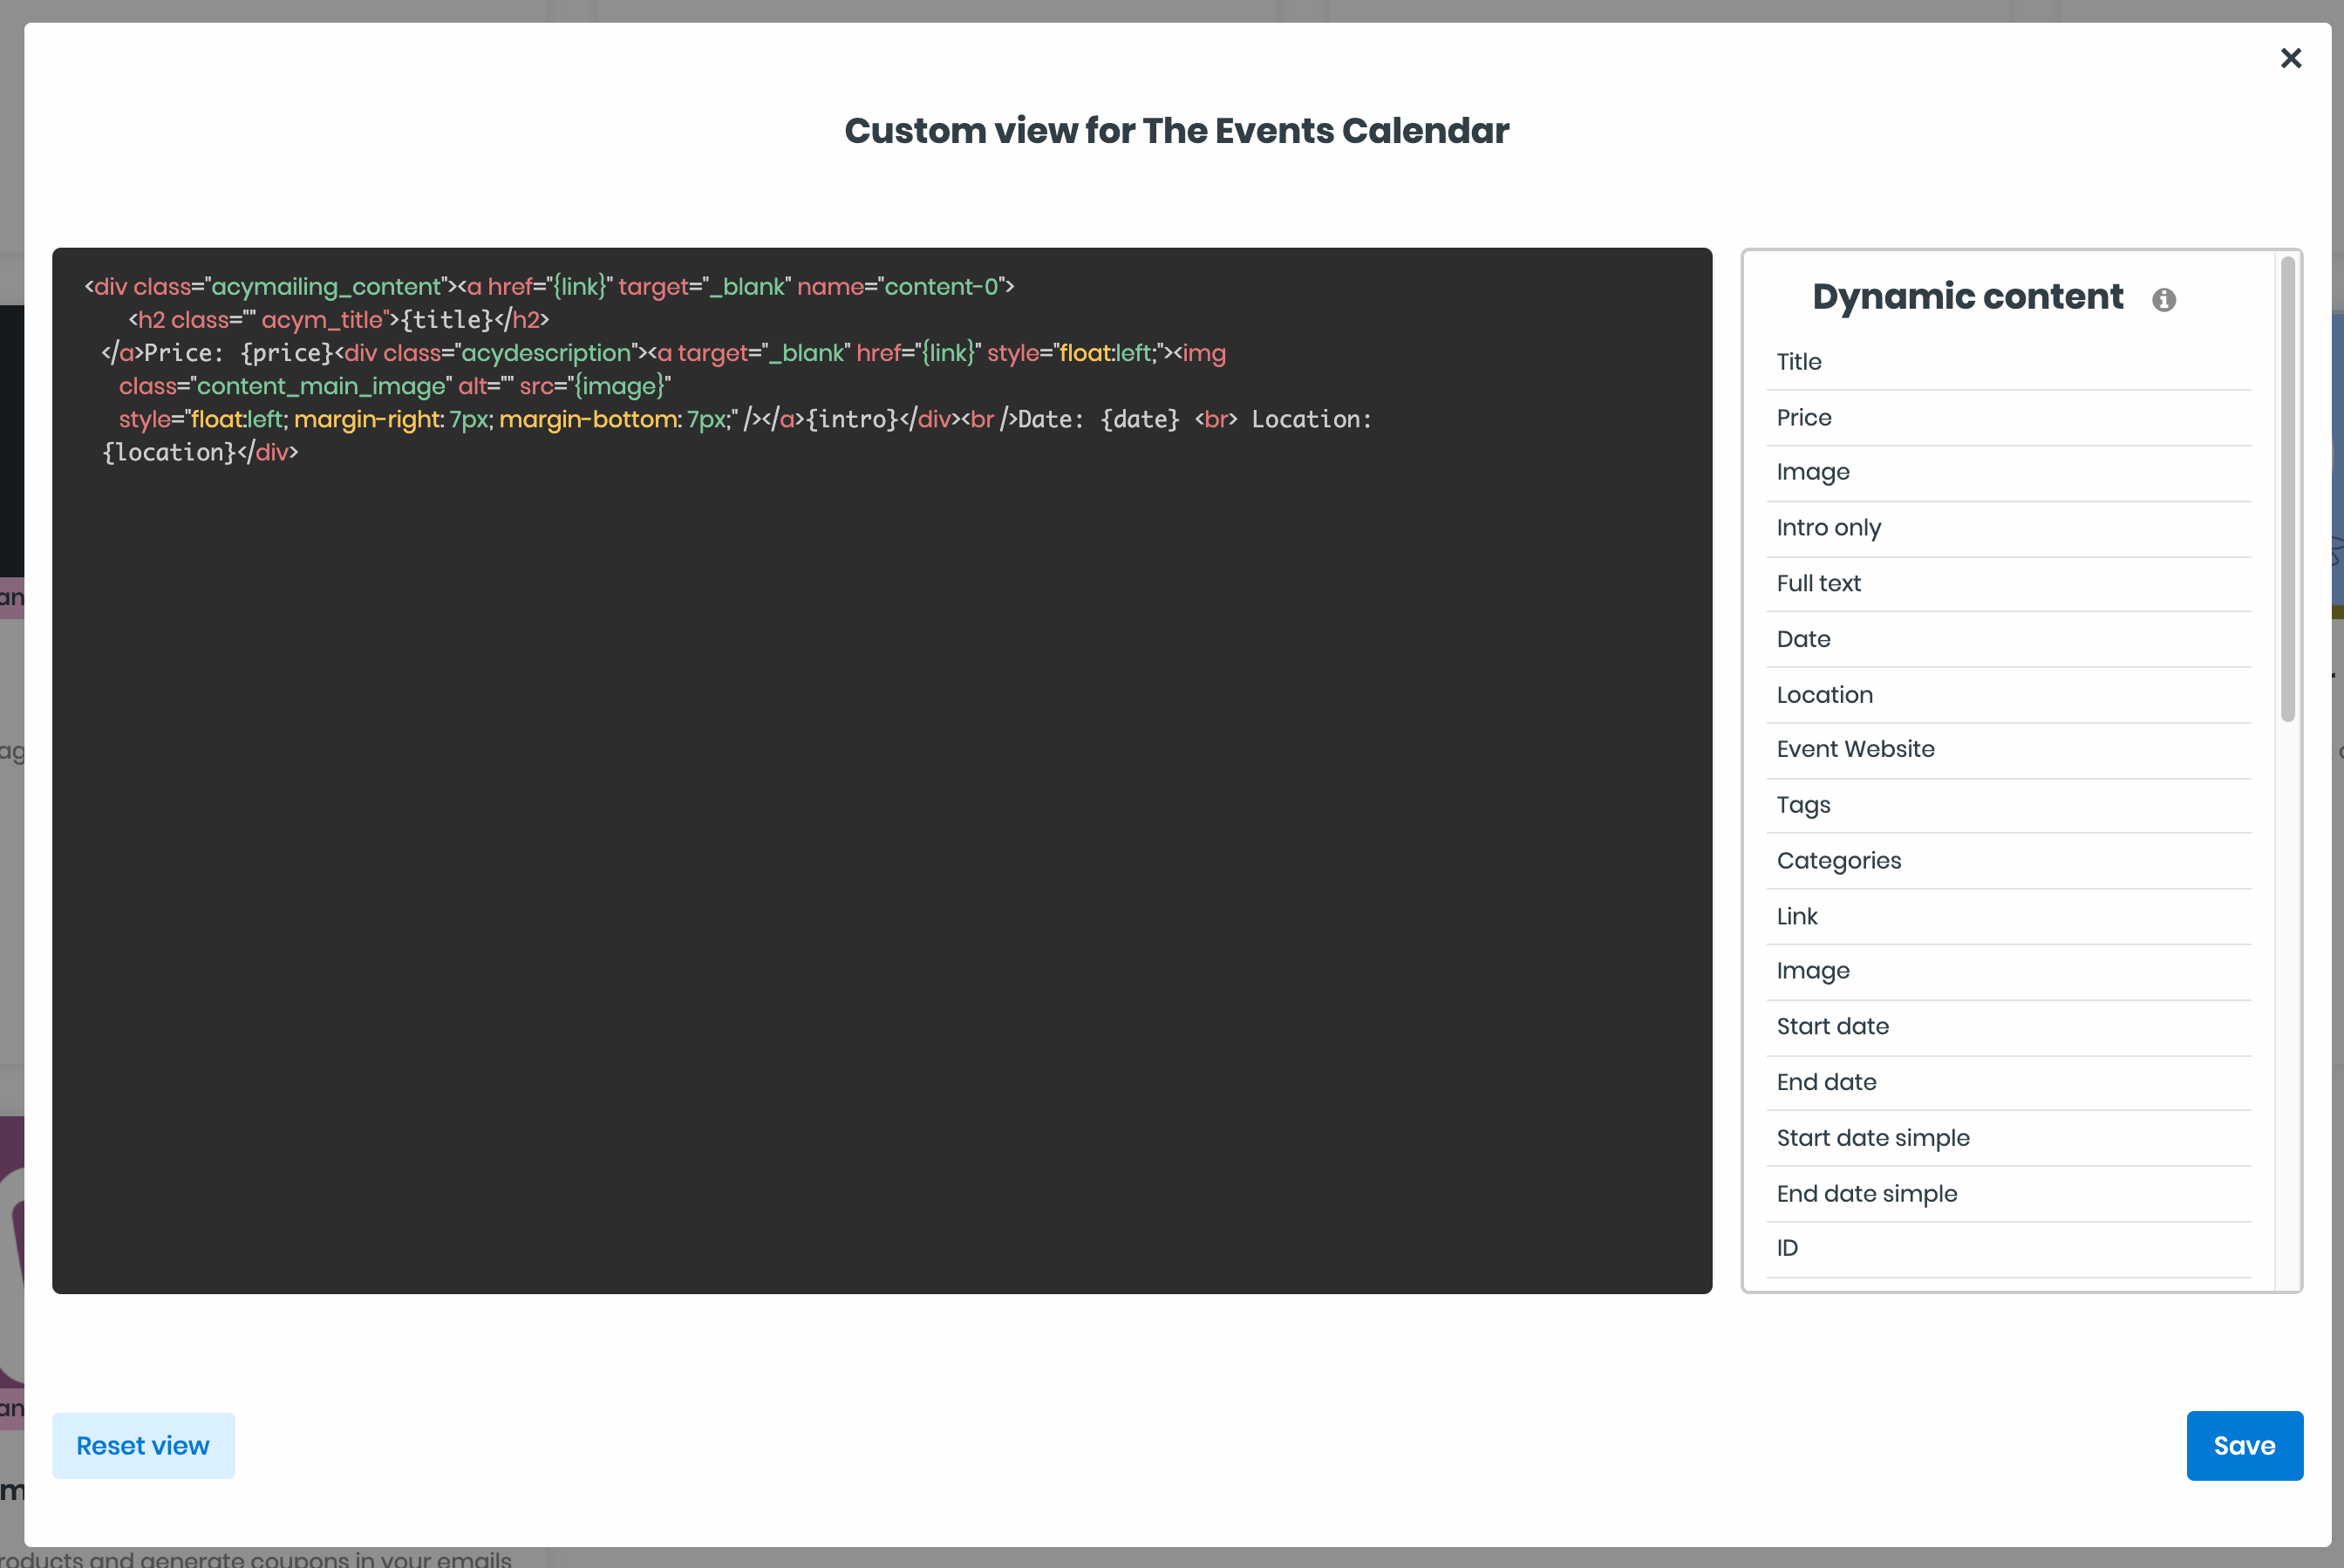 Custom view for The Events Calendar
<div class="acymailing_content"><a href="{link}" target="_blank" name="content-0">
<h2 class="" acym_title">{title}</h2>
</a>Price: {price}<div class="acydescription"><a target="_blank" href="{link}" style="float:left;"><img
class="content_main_image" alt="" src="{image}"
style="float:left; margin-right: 7px; margin-bottom: 7px;" /></a>{intro}</div><br />Date: {date} <br> Location:
{location}</div>
Dynamic content
Title
Price
Image
Intro only
Full text
Date
Location
Event Website
Tags
Categories
Link
Image
Start date
End date
Start date simple
End date simple
ID
Reset view
Save
roducts and generate coupons in your emails